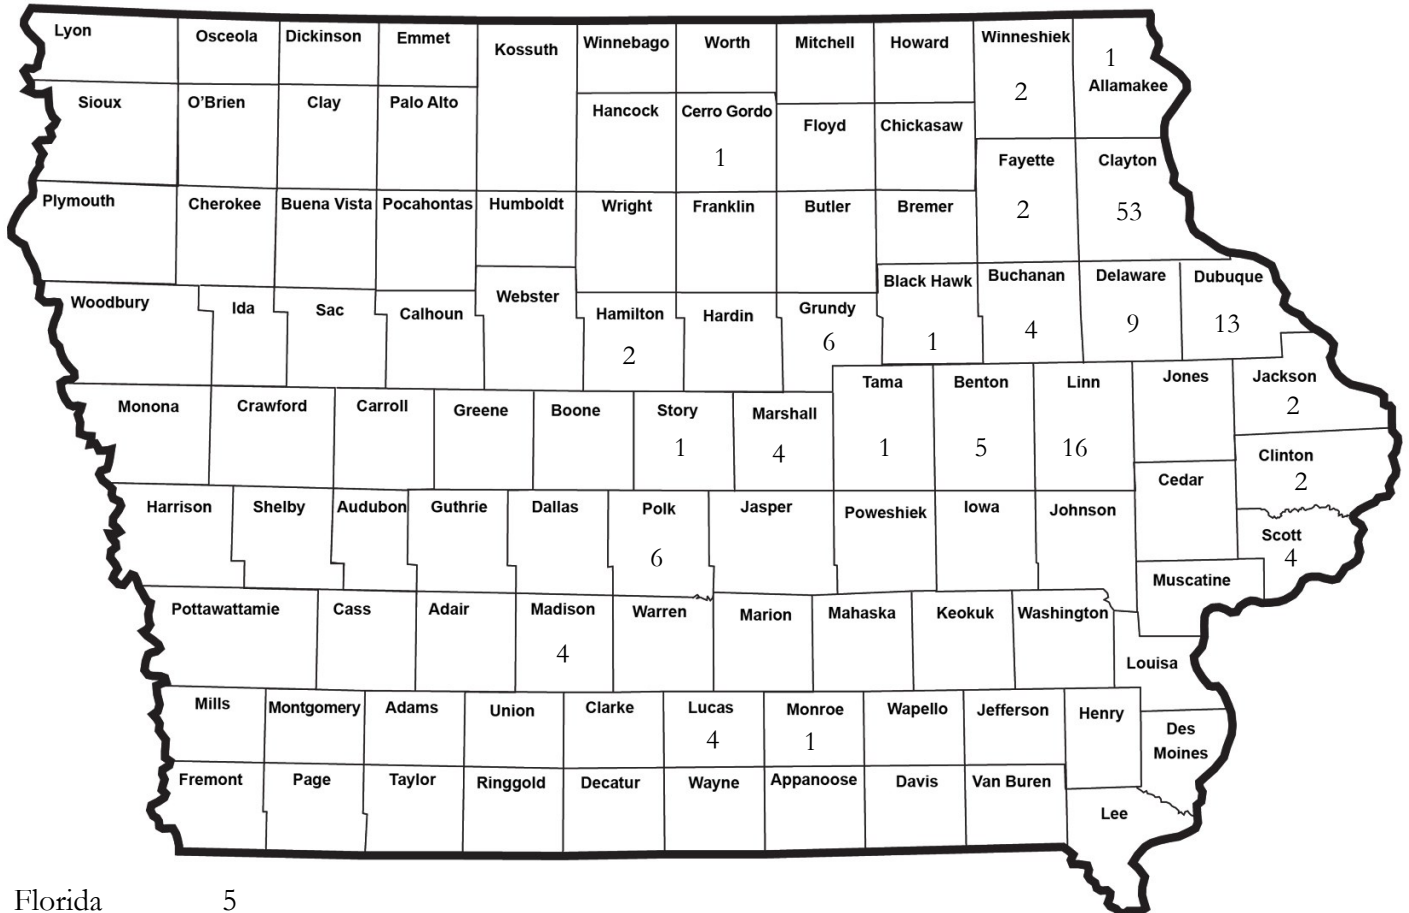 Lyon Osceola Dickinson Emmet Kossuth Winnebago Worth Mitchell Howard Winneshiek 2 1 Allamakee
Sioux O'Brien Clay Palo Alto Hancock Cerro Gordo 1 Floyd Chickasaw Fayette 2 Clayton 53
Plymouth Cherokee Buena Vista Pocahontas Humboldt Wright Franklin Butler Bremer
Black Hawk 1 Buchanan 4 Delaware 9 Dubuque 13
Woodbury Ida Sac Calhoun Webster Hamilton 2 Hardin Grundy 6
Tama 1 Benton 5 Linn 16 Jones Jackson 2
Monona Crawford Carroll Greene Boone Story 1 Marshall 4
Clinton 2
Cedar
Harrison Shelby Audubon Guthrie Dallas Polk 6 Jasper Poweshiek Iowa Johnson
Scott 4
Muscatine
Pottawattamie Cass Adair Madison 4 Warren Marion Mahaska Keokuk Washington
Louisa
Mills Montgomery Adams Union Clarke Lucas 4 Monroe 1 Wapello Jefferson Henry
Des
Moines
Fremont Page Taylor Ringgold Decatur Wayne Appanoose Davis Van Buren
Lee
Florida 5